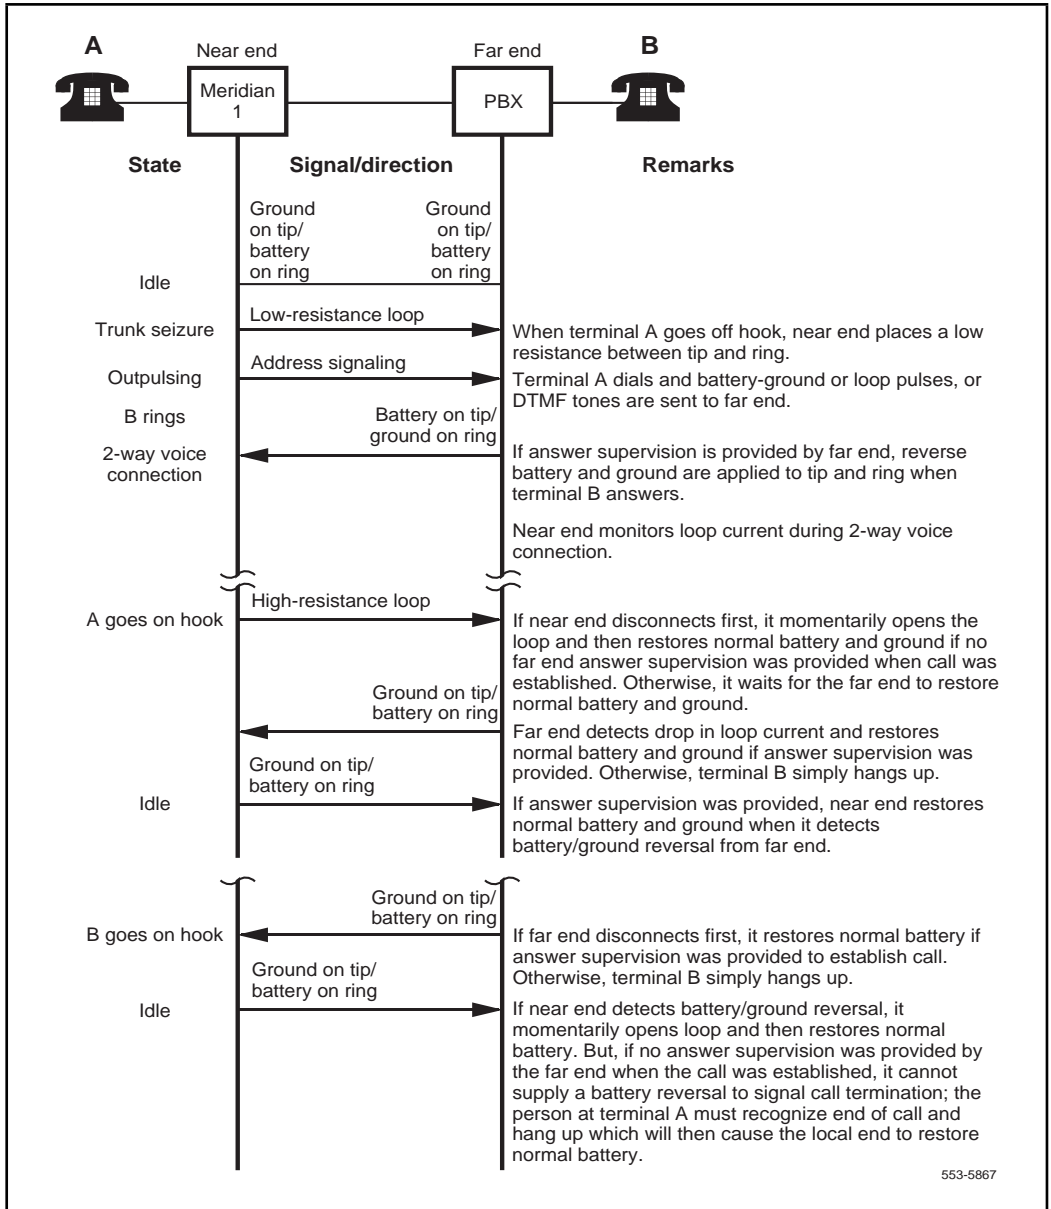 A
Near end
Far end
B
Meridian
1
PBX
State
Signal/direction
Remarks
Ground
on tip/
battery
on ring
Ground
on tip/
battery
on ring
Idle
Trunk seizure
Low-resistance loop
When terminal A goes off hook, near end places a low
resistance between tip and ring.
Outpulsing
Address signaling
Terminal A dials and battery-ground or loop pulses, or
DTMF tones are sent to far end.
B rings
Battery on tip/
ground on ring
2-way voice
connection
If answer supervision is provided by far end, reverse
battery and ground are applied to tip and ring when
terminal B answers.
Near end monitors loop current during 2-way voice
connection.
A goes on hook
High-resistance loop
If near end disconnects first, it momentarily opens the
loop and then restores normal battery and ground if no
far end answer supervision was provided when call was
established. Otherwise, it waits for the far end to restore
normal battery and ground.
Ground on tip/
battery on ring
Far end detects drop in loop current and restores
normal battery and ground if answer supervision was
provided. Otherwise, terminal B simply hangs up.
Ground on tip/
battery on ring
Idle
If answer supervision was provided, near end restores
normal battery and ground when it detects
battery/ground reversal from far end.
Ground on tip/
battery on ring
B goes on hook
If far end disconnects first, it restores normal battery if
answer supervision was provided to establish call.
Otherwise, terminal B simply hangs up.
Ground on tip/
battery on ring
Idle
If near end detects battery/ground reversal, it
momentarily opens loop and then restores normal
battery. But, if no answer supervision was provided by
the far end when the call was established, it cannot
supply a battery reversal to signal call termination; the
person at terminal A must recognize end of call and
hang up which will then cause the local end to restore
normal battery.
553-5867